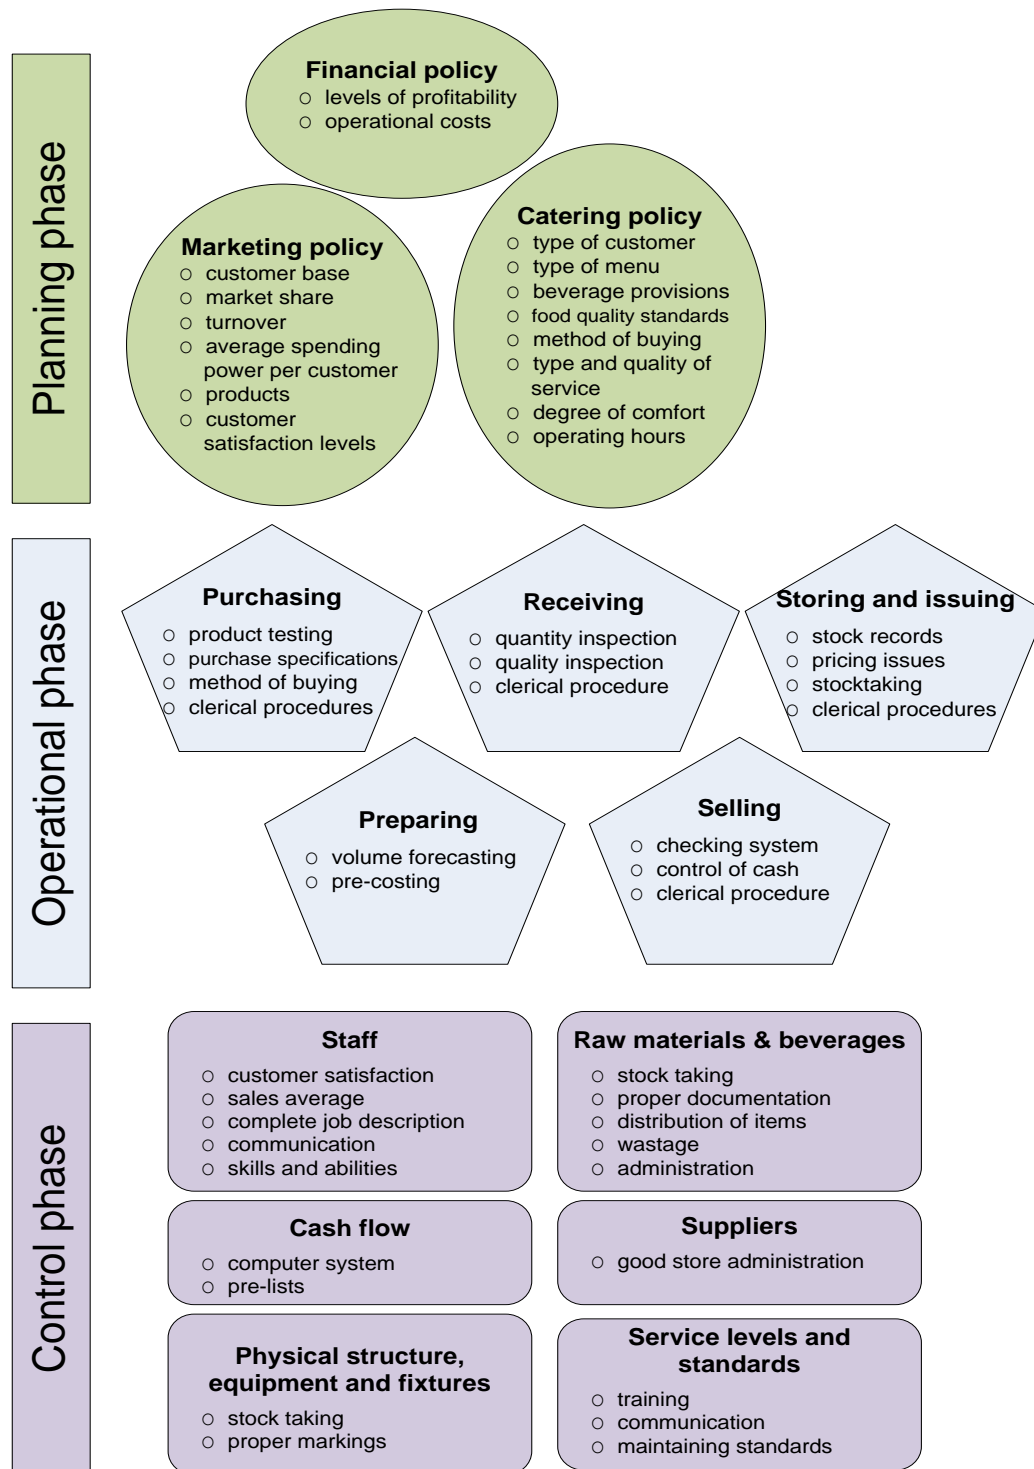 Planning phase
Financial policy
○ levels of profitability
○ operational costs
Marketing policy
○ customer base
○ market share
○ turnover
○ average spending
power per customer
○ products
○ customer
satisfaction levels
Catering policy
○ type of customer
○ type of menu
○ beverage provisions
○ food quality standards
○ method of buying
○ type and quality of
service
○ degree of comfort
○ operating hours
Operational phase
Purchasing
○ product testing
○ purchase specifications
○ method of buying
○ clerical procedures
Receiving
○ quantity inspection
○ quality inspection
○ clerical procedure
Storing and issuing
○ stock records
○ pricing issues
○ stocktaking
○ clerical procedures
Preparing
○ volume forecasting
○ pre-costing
Selling
○ checking system
○ control of cash
○ clerical procedure
Control phase
Staff
○ customer satisfaction
○ sales average
○ complete job description
○ communication
○ skills and abilities
Raw materials & beverages
○ stock taking
○ proper documentation
○ distribution of items
○ wastage
○ administration
Cash flow
○ computer system
○ pre-lists
Suppliers
○ good store administration
Physical structure,
equipment and fixtures
○ stock taking
○ proper markings
Service levels and
standards
○ training
○ communication
○ maintaining standards